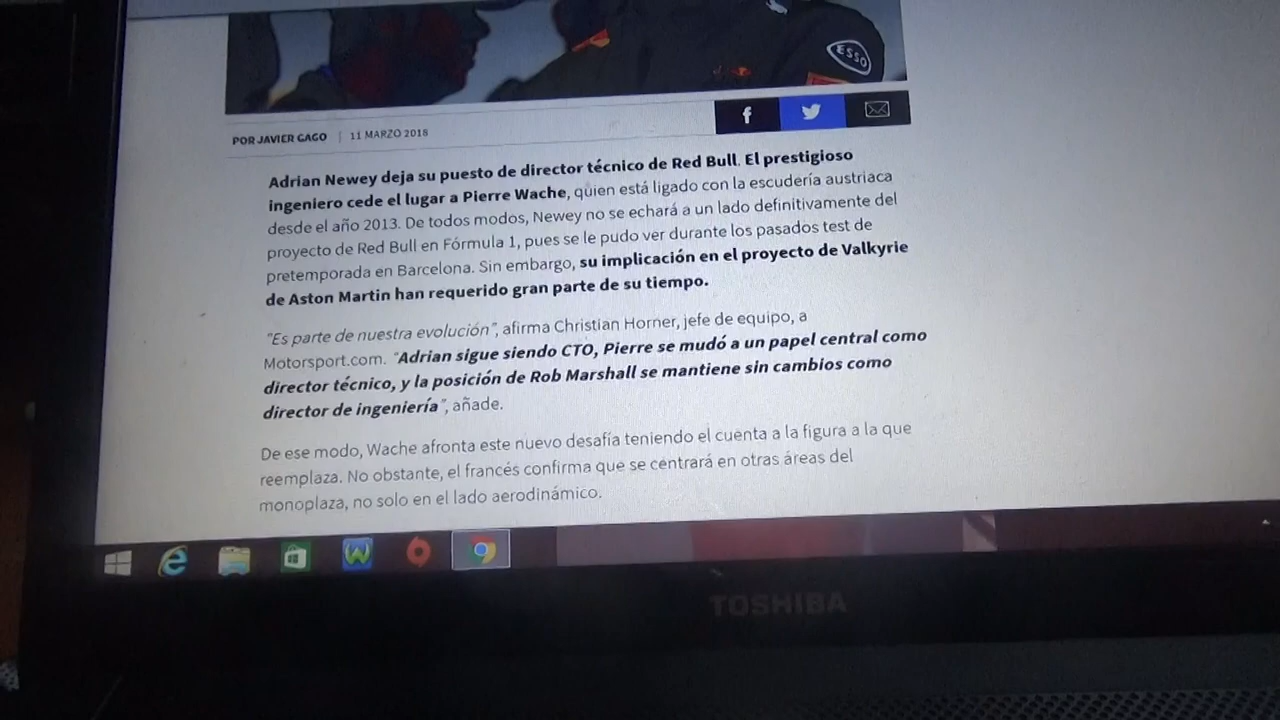 ESSO
f
POR JAVIER GAGO | 11 MARZO 2018
Adrian Newey deja su puesto de director técnico de Red Bull. El prestigioso
ingeniero cede el lugar a Pierre Wache, quien está ligado con la escudería austriaca
desde el año 2013. De todos modos, Newey no se echará a un lado definitivamente del
proyecto de Red Bull en Fórmula 1, pues se le pudo ver durante los pasados test de
pretemporada en Barcelona. Sin embargo, su implicación en el proyecto de Valkyrie
de Aston Martin han requerido gran parte de su tiempo.
"Es parte de nuestra evolución", afirma Christian Horner, jefe de equipo, a
Motorsport.com. "Adrian sigue siendo CTO, Pierre se mudó a un papel central como
director técnico, y la posición de Rob Marshall se mantiene sin cambios como
director de ingeniería", añade.
De ese modo, Wache afronta este nuevo desafía teniendo el cuenta a la figura a la que
reemplaza. No obstante, el francés confirma que se centrará en otras áreas del
monoplaza, no solo en el lado aerodinámico.
TOSHIBA